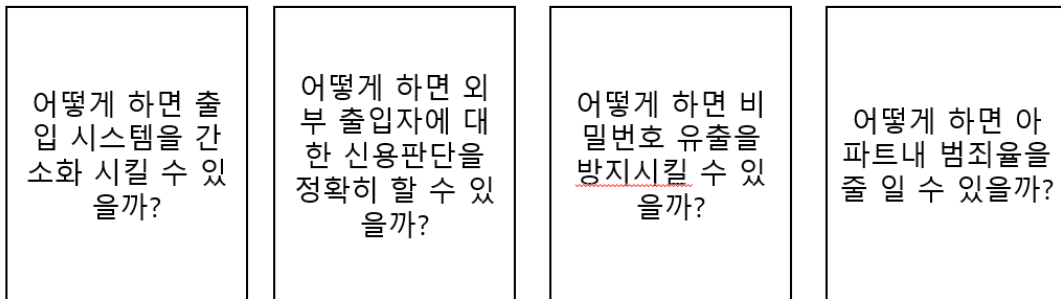 어떻게 하면 출
입 시스템을 간
소화 시킬 수 있
을까?
어떻게 하면 외
부 출입자에 대
한 신용판단을
정확히 할 수 있
을까?
어떻게 하면 비
밀번호 유출을
방지시킬 수 있
을까?
어떻게 하면 아
파트내 범죄율을
줄 일 수 있을까?